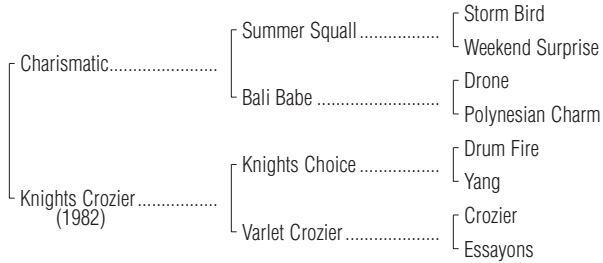 Storm Bird
Summer Squall..................
Weekend Surprise
Charismatic........................
Drone
Bali Babe ...........................
Polynesian Charm
Drum Fire
Knights Choice ..................
Yang
Knights Crozier.................
(1982)
Crozier
Varlet Crozier.....................
Essayons